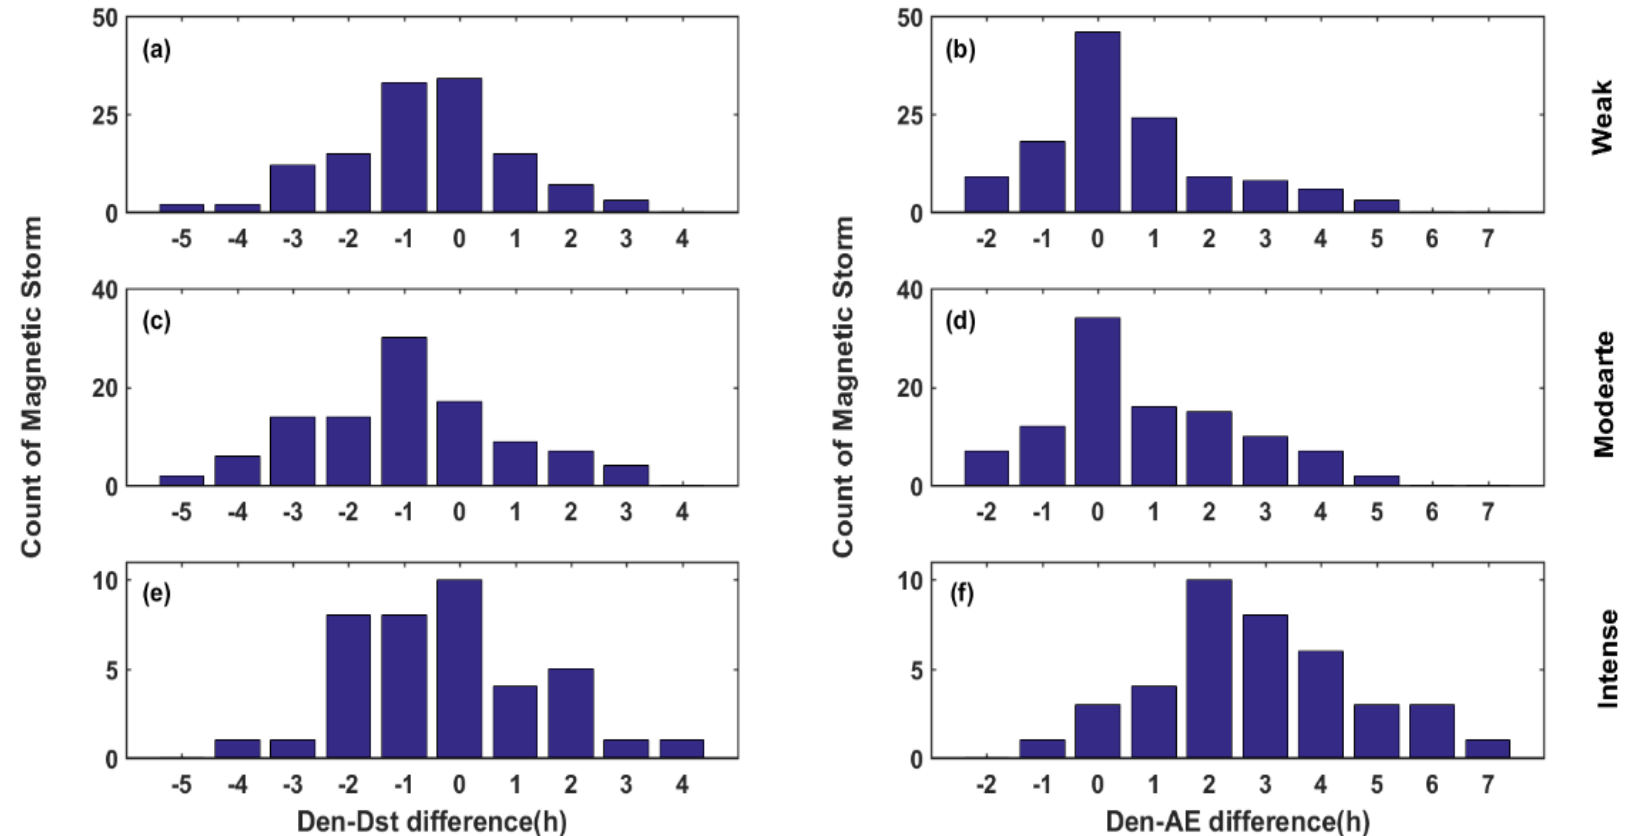 50
(a)
25
0
-5 -4 -3 -2 -1 0 1 2 3 4
50
(b)
25
0
-2 -1 0 1 2 3 4 5 6 7
Weak
40
(c)
20
0
-5 -4 -3 -2 -1 0 1 2 3 4
Count of Magnetic Storm
40
(d)
20
0
-2 -1 0 1 2 3 4 5 6 7
Count of Magnetic Storm
Modearte
10
(e)
5
0
-5 -4 -3 -2 -1 0 1 2 3 4
Den-Dst difference(h)
10
(f)
5
0
-2 -1 0 1 2 3 4 5 6 7
Den-AE difference(h)
Intense